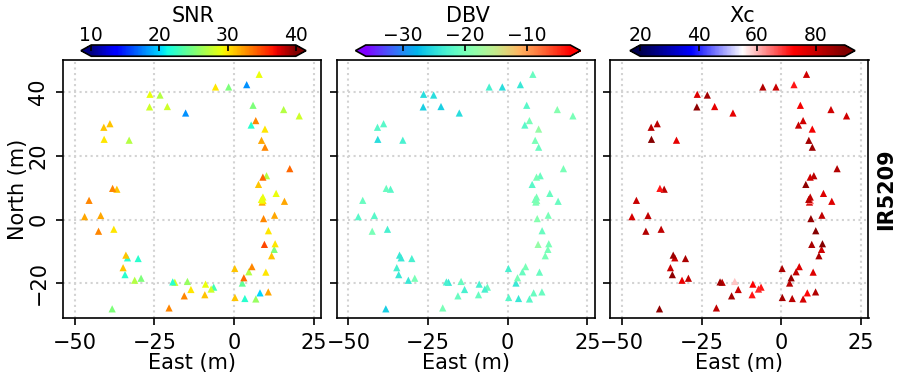 SNR DBV Xc
10 20 30 40 −30 −20 −10 20 40 60 80
40
20
0
−20
North (m)
−50 −25 0 25 −50 −25 0 25 −50 −25 0 25
East (m) East (m) East (m)
IR5209